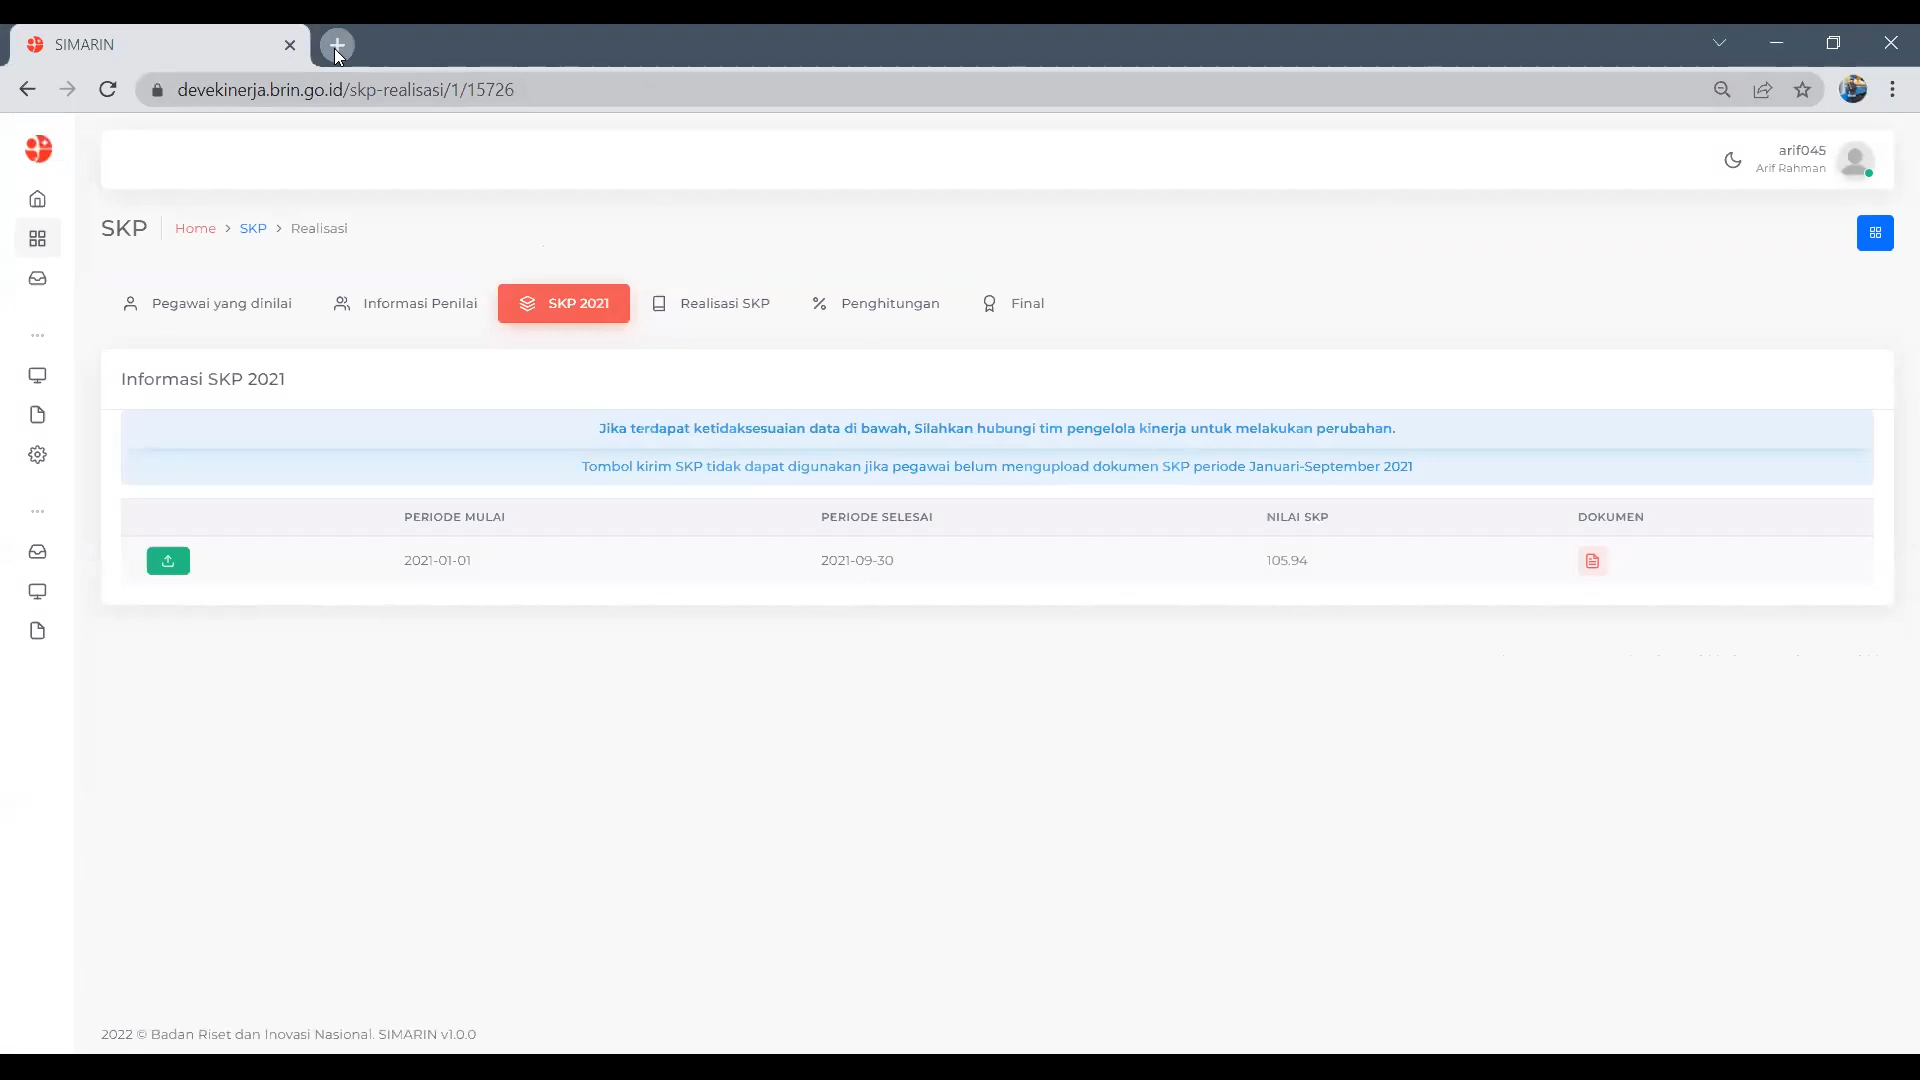 SIMARIN
devekinerja.brin.go.id/skp-realisasi/1/15726
arif045
Arif Rahman
SKP
Home > SKP > Realisasi
Pegawai yang dinilai
Informasi Penilai
SKP 2021
Realisasi SKP
Penghitungan
Final
Informasi SKP 2021
Jika terdapat ketidaksesuaian data di bawah, Silahkan hubungi tim pengelola kinerja untuk melakukan perubahan.
Tombol kirim SKP tidak dapat digunakan jika pegawai belum mengupload dokumen SKP periode Januari-September 2021
PERIODE MULAI PERIODE SELESAI NILAI SKP DOKUMEN
2021-01-01 2021-09-30 105.94
2022 © Badan Riset dan Inovasi Nasional. SIMARIN v1.0.0